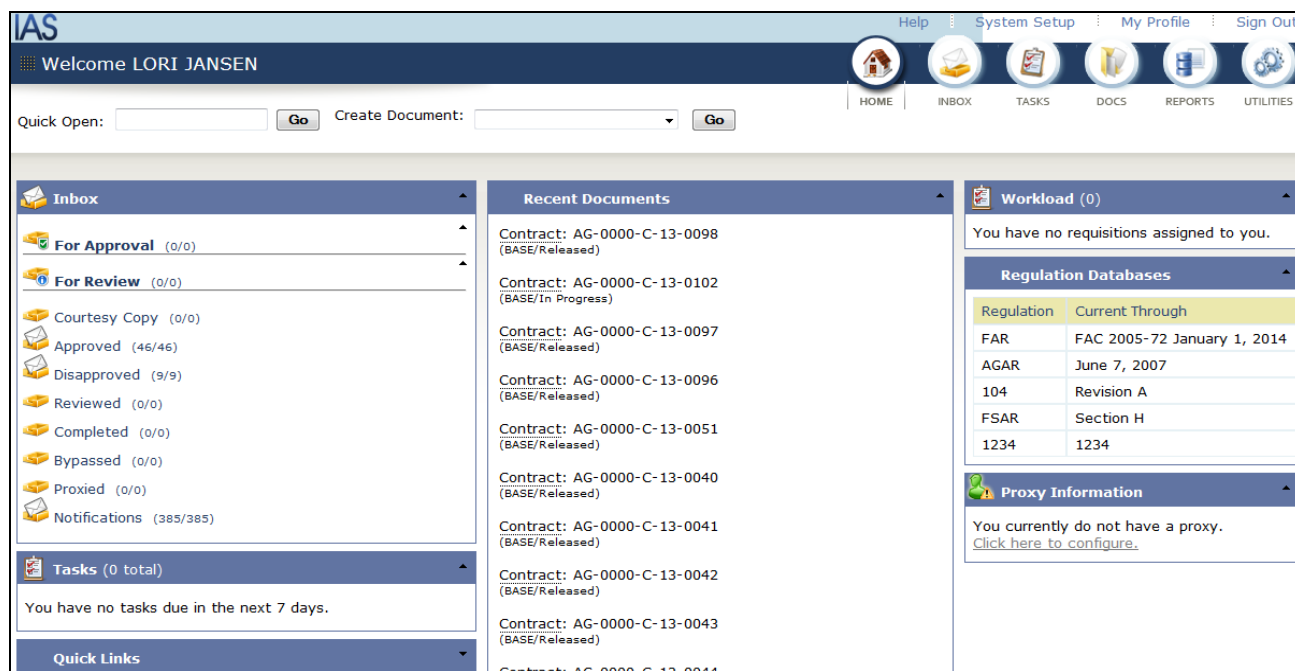 IAS
Help System Setup My Profile Sign Out
Welcome LORI JANSEN
HOME INBOX TASKS DOCS REPORTS UTILITIES
Quick Open: Go Create Document: Go
Inbox
For Approval (0/0)
For Review (0/0)
Courtesy Copy (0/0)
Approved (46/46)
Disapproved (9/9)
Reviewed (0/0)
Completed (0/0)
Bypassed (0/0)
Proxied (0/0)
Notifications (385/385)
Tasks (0 total)
You have no tasks due in the next 7 days.
Quick Links
Recent Documents
Contract: AG-0000-C-13-0098
(BASE/Released)
Contract: AG-0000-C-13-0102
(BASE/In Progress)
Contract: AG-0000-C-13-0097
(BASE/Released)
Contract: AG-0000-C-13-0096
(BASE/Released)
Contract: AG-0000-C-13-0051
(BASE/Released)
Contract: AG-0000-C-13-0040
(BASE/Released)
Contract: AG-0000-C-13-0041
(BASE/Released)
Contract: AG-0000-C-13-0042
(BASE/Released)
Contract: AG-0000-C-13-0043
(BASE/Released)
Contract: AG-0000-C-13-0044
Workload (0)
You have no requisitions assigned to you.
Regulation Databases
Regulation Current Through
FAR FAC 2005-72 January 1, 2014
AGAR June 7, 2007
104 Revision A
FSAR Section H
1234 1234
Proxy Information
You currently do not have a proxy.
Click here to configure.